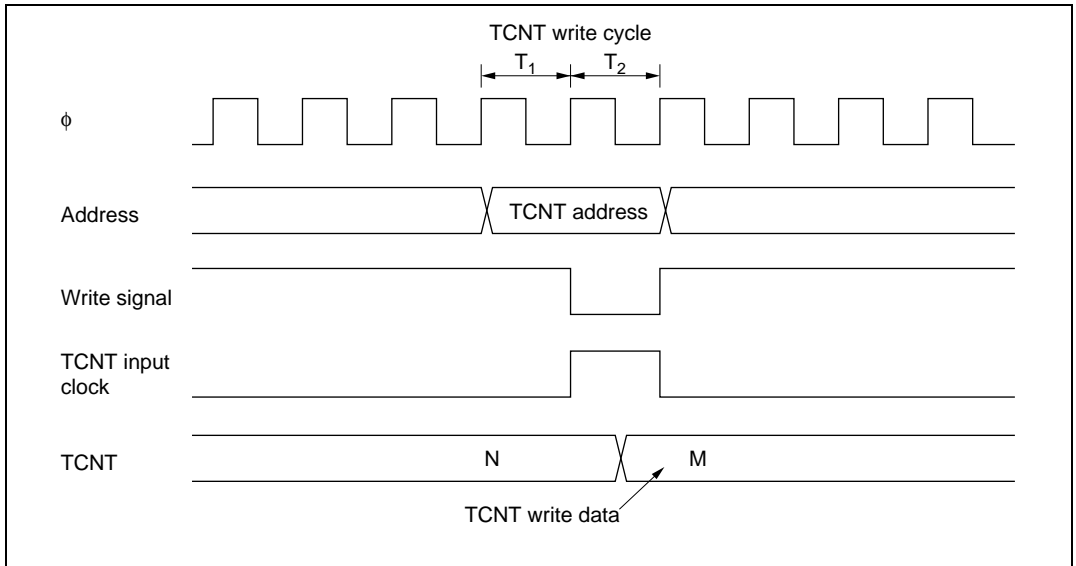 TCNT write cycle
T₁ T₂
ϕ
Address
TCNT address
Write signal
TCNT input
clock
TCNT
N M
TCNT write data